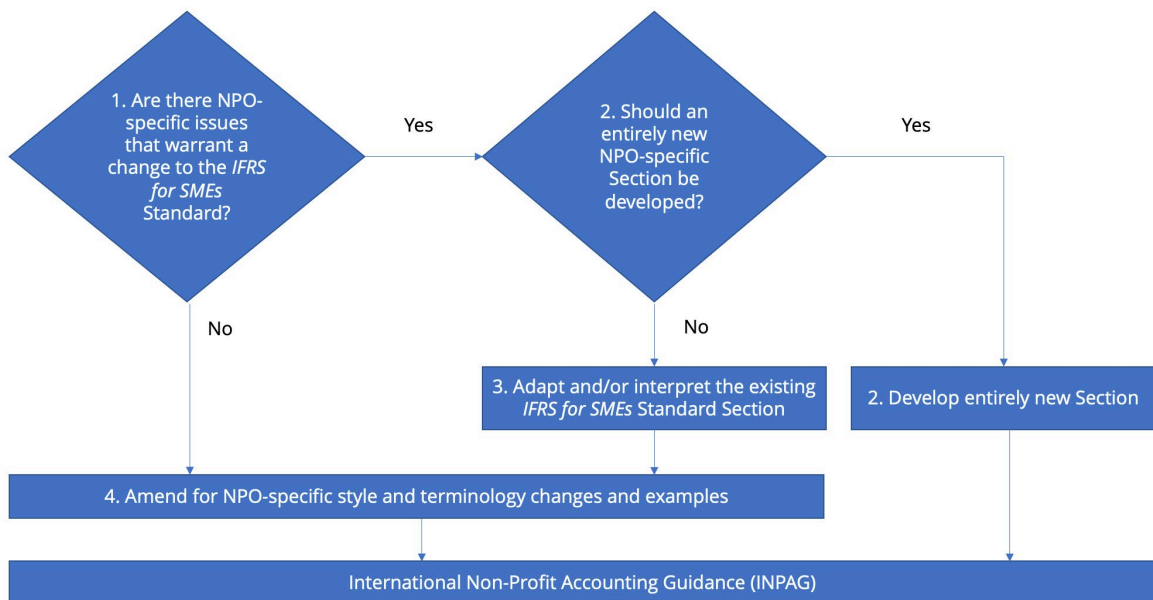 1. Are there NPO-
specific issues
that warrant a
change to the IFRS
for SMEs
Standard?
Yes
2. Should an
entirely new
NPO-specific
Section be
developed?
Yes
No
No
3. Adapt and/or interpret the existing
IFRS for SMEs Standard Section
2. Develop entirely new Section
4. Amend for NPO-specific style and terminology changes and examples
International Non-Profit Accounting Guidance (INPAG)